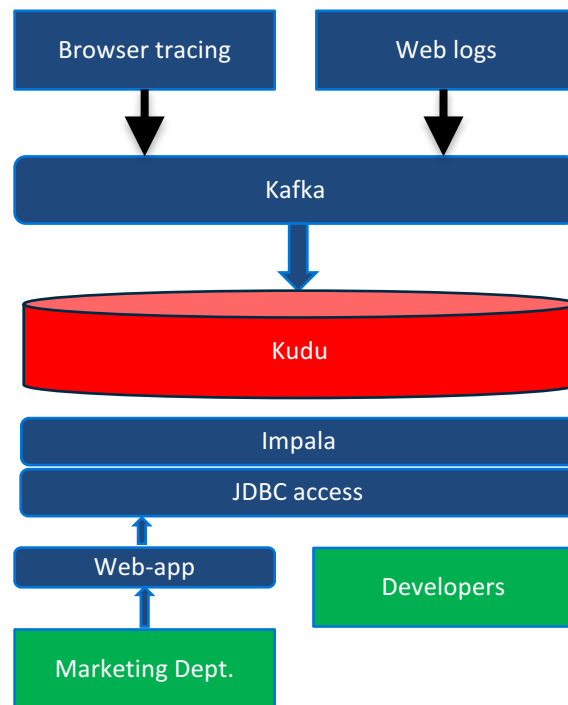 Browser tracing
Web logs
Kafka
Kudu
Impala
JDBC access
Web-app
Developers
Marketing Dept.